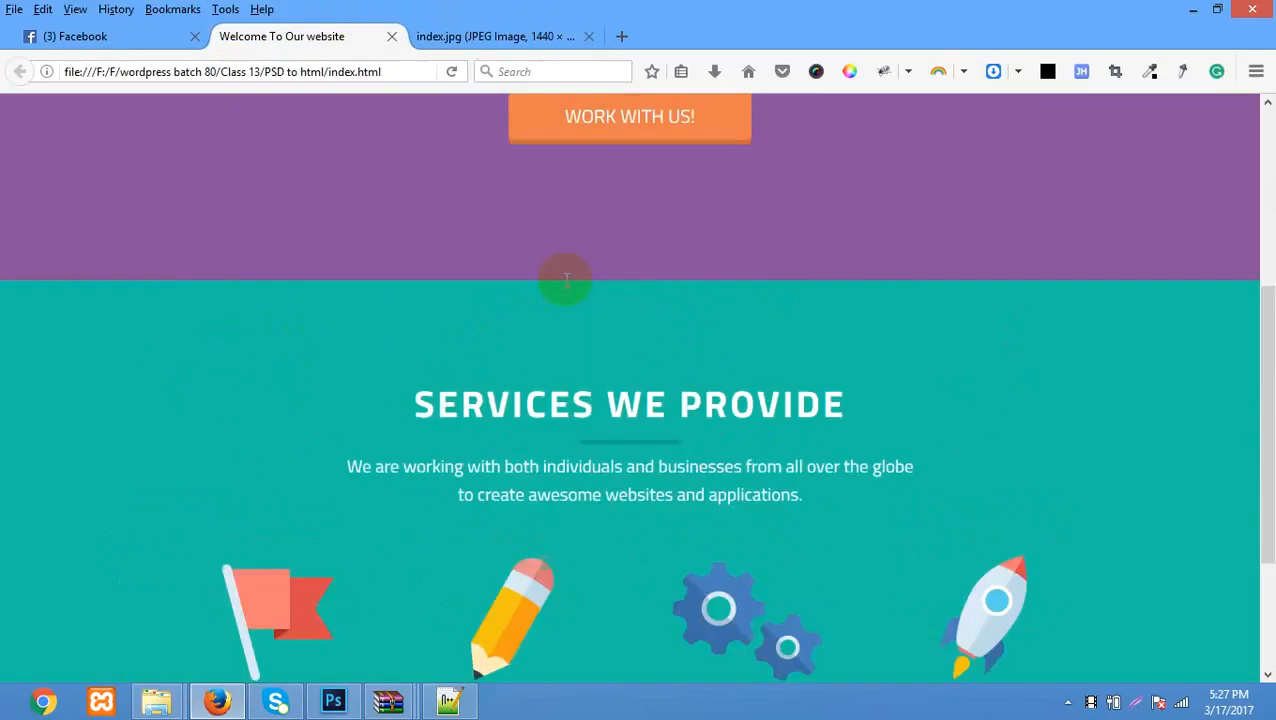 File Edit View History Bookmarks Tools Help
(3) Facebook
Welcome To Our website
index.jpg (JPEG Image, 1440 × ...
file:///F:/F/wordpress batch 80/Class 13/PSD to html/index.html
Search
JH
WORK WITH US!
SERVICES WE PROVIDE
We are working with both individuals and businesses from all over the globe
to create awesome websites and applications.
Ps
5:27 PM
3/17/2017